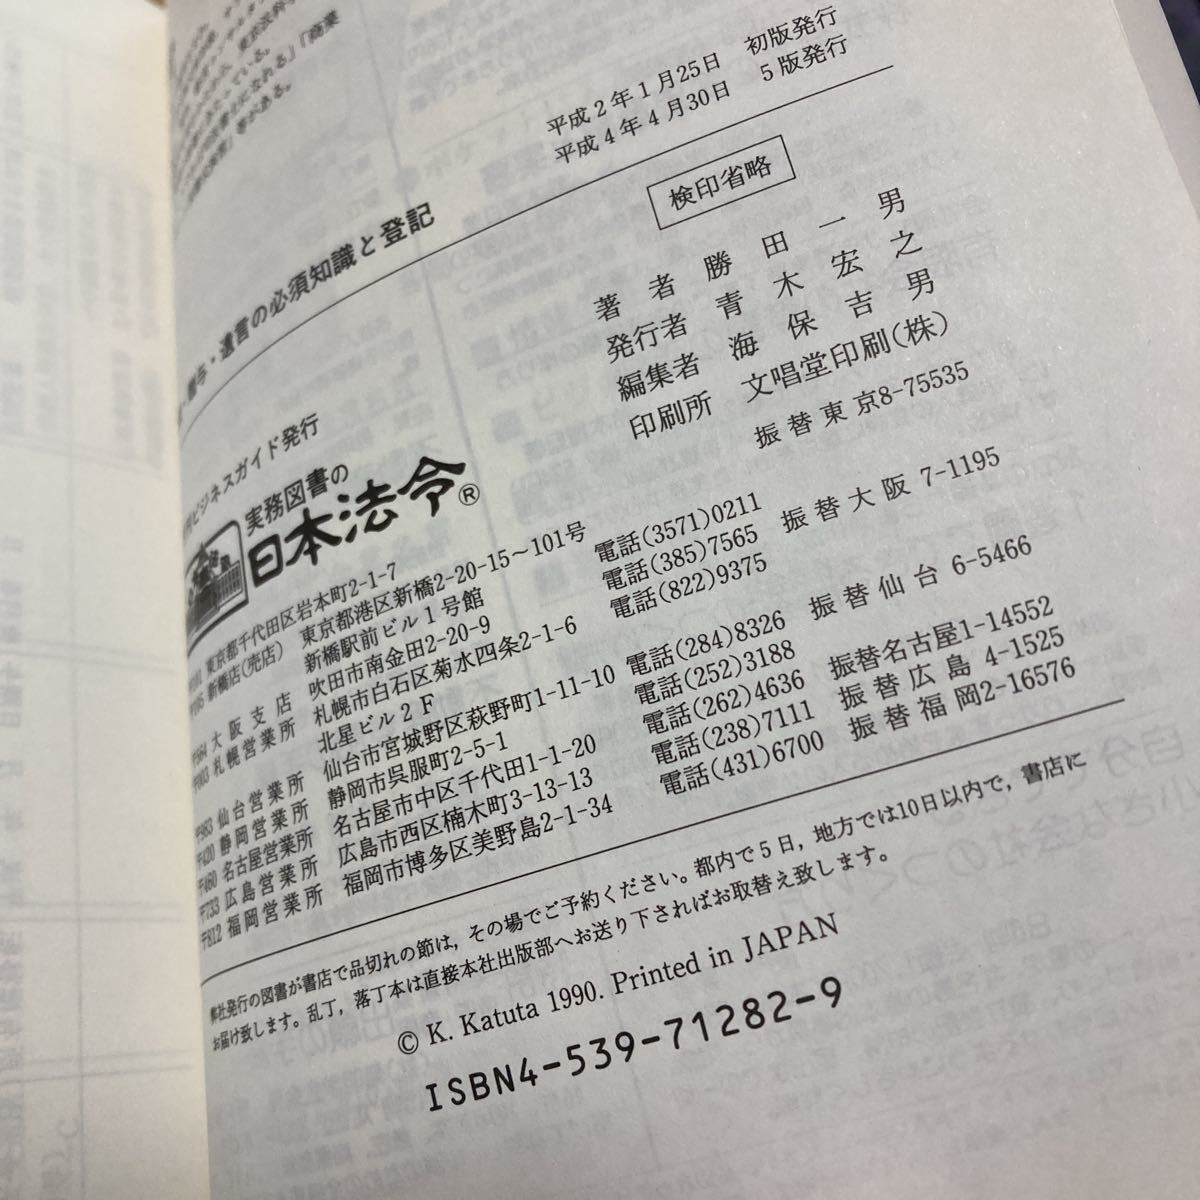 「商業
平成2年1月25日 初版発行
平成4年4月30日 5版発行
検印省略
贈与・遺言の必須知識と登記
著者 勝田一男
発行者 青木宏之
編集者 海保吉男
印刷所 文唱堂印刷(株)
ビジネスガイド発行
実務図書の
日本法令®
東京都千代田区岩本町2-1-7 振替東京8-75535
〒105 新橋店(売店) 東京都港区新橋2-20-15~101号
新橋駅前ビル1号館 電話(3571)0211
〒564 大阪支店 吹田市南金田2-20-9 電話(385)7565 振替大阪7-1195
〒003 札幌営業所 札幌市白石区菊水四条2-1-6 電話(822)9375
北星ビル2F
〒983 仙台営業所 仙台市宮城野区萩野町1-11-10 電話(284)8326 振替仙台6-5466
〒420 静岡営業所 静岡市呉服町2-5-1 電話(252)3188
〒460 名古屋営業所 名古屋市中区千代田1-1-20 電話(262)4636 振替名古屋1-14552
〒733 広島営業所 広島市西区楠木町3-13-13 電話(238)7111 振替広島4-1525
〒812 福岡営業所 福岡市博多区美野島2-1-34 電話(431)6700 振替福岡2-16576
弊社発行の図書が書店で品切れの節は,その場でご予約ください。都内で5日,地方では10日以内で,書店に
お届け致します。乱丁,落丁本は直接本社出版部へお送り下さればお取替え致します。
© K. Katuta 1990. Printed in JAPAN
ISBN4-539-71282-9